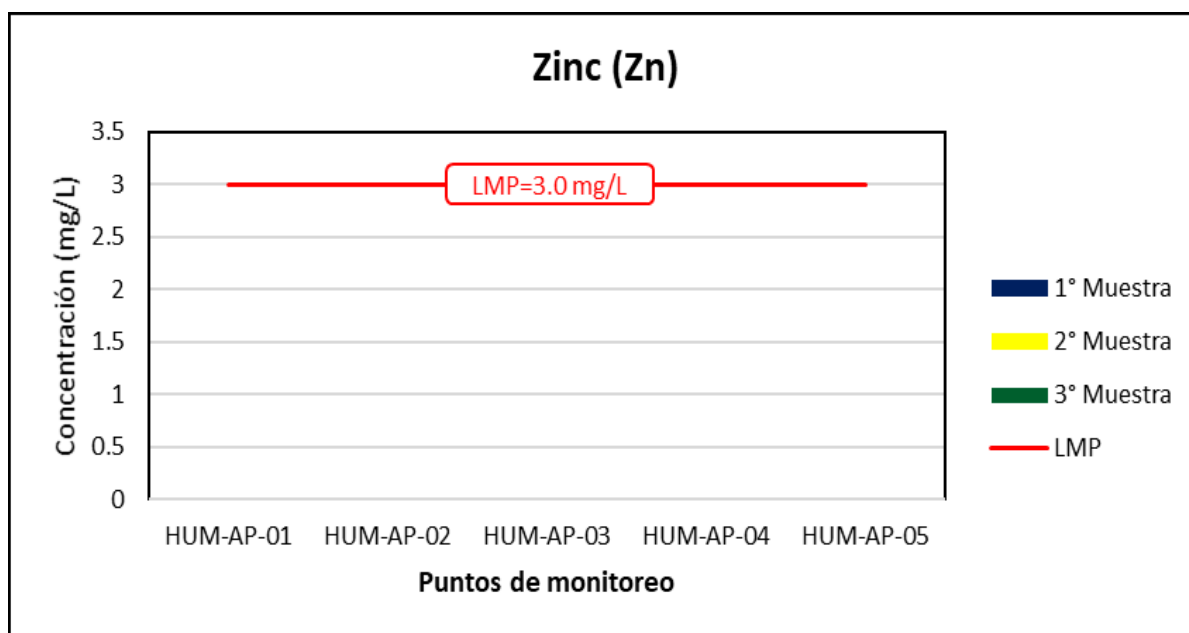 Zinc (Zn)
Concentración (mg/L)
3.5
3
2.5
2
1.5
1
0.5
0
LMP=3.0 mg/L
HUM-AP-01 HUM-AP-02 HUM-AP-03 HUM-AP-04 HUM-AP-05
Puntos de monitoreo
1° Muestra
2° Muestra
3° Muestra
LMP